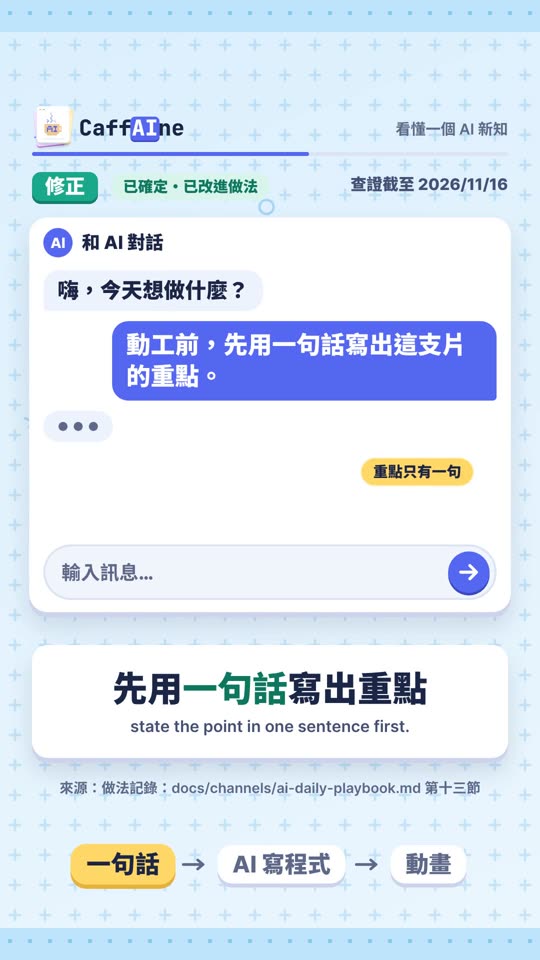 CaffAIne
看懂一個 AI 新知
修正
已確定・已改進做法
查證截至 2026/11/16
AI
和 AI 對話
嗨，今天想做什麼？
動工前，先用一句話寫出這支片
的重點。
重點只有一句
輸入訊息…
先用一句話寫出重點
state the point in one sentence first.
來源：做法記錄：docs/channels/ai-daily-playbook.md 第十三節
一句話 → AI 寫程式 → 動畫